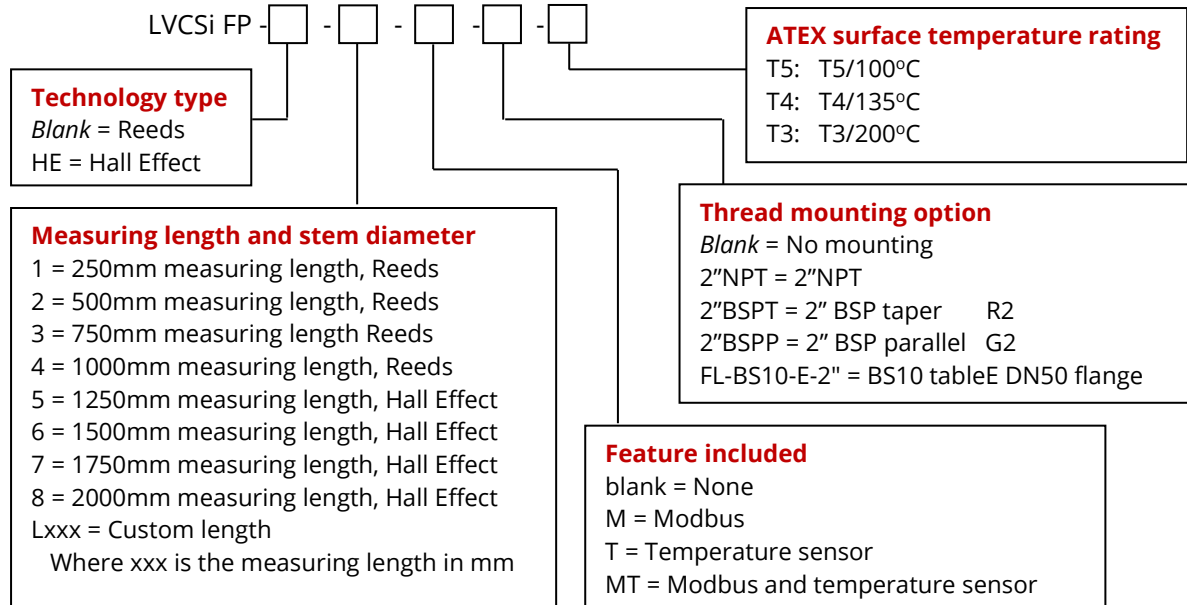 LVCSi FP - - - - -
ATEX surface temperature rating
T5: T5/100ºC
T4: T4/135ºC
T3: T3/200ºC
Technology type
Blank = Reeds
HE = Hall Effect
Thread mounting option
Blank = No mounting
2”NPT = 2”NPT
2”BSPT = 2” BSP taper R2
2”BSPP = 2” BSP parallel G2
FL-BS10-E-2" = BS10 tableE DN50 flange
Measuring length and stem diameter
1 = 250mm measuring length, Reeds
2 = 500mm measuring length, Reeds
3 = 750mm measuring length Reeds
4 = 1000mm measuring length, Reeds
5 = 1250mm measuring length, Hall Effect
6 = 1500mm measuring length, Hall Effect
7 = 1750mm measuring length, Hall Effect
8 = 2000mm measuring length, Hall Effect
Lxxx = Custom length
Where xxx is the measuring length in mm
Feature included
blank = None
M = Modbus
T = Temperature sensor
MT = Modbus and temperature sensor